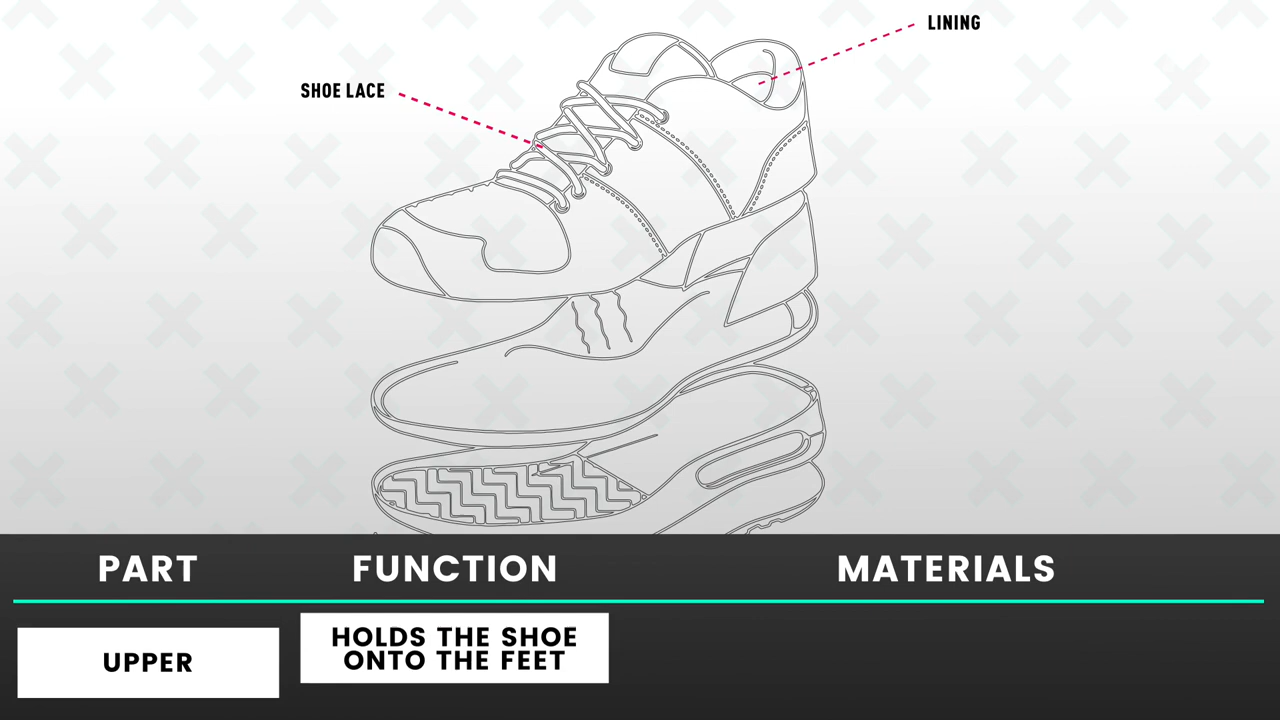 LINING
SHOE LACE
PART
FUNCTION
MATERIALS
UPPER
HOLDS THE SHOE
ONTO THE FEET